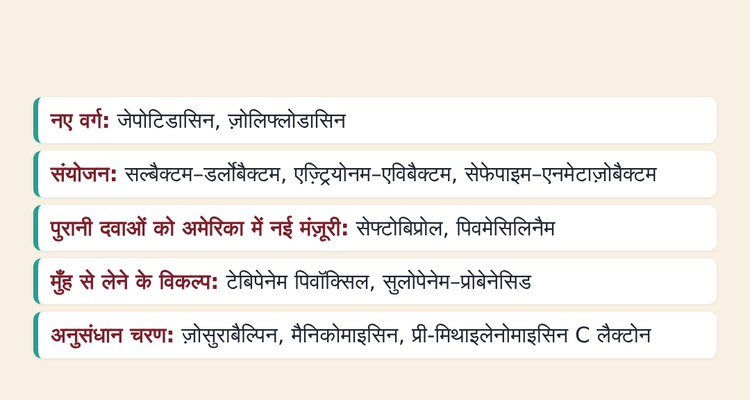 नए वर्ग: जेपोटिडासिन, ज़ोलिफ्लोडासिन
संयोजन: सल्बैक्टम–डर्लोबैक्टम, एज़्ट्रियोनम–एविबैक्टम, सेफेपाइम–एनमेटाज़ोबैक्टम
पुरानी दवाओं को अमेरिका में नई मंज़ूरी: सेफ्टोबिप्रोल, पिवमेसिलिनैम
मुँह से लेने के विकल्प: टेबिपेनेम पिवॉक्सिल, सुलोपेनेम–प्रोबेनेसिड
अनुसंधान चरण: ज़ोसुराबैल्पिन, मैनिकोमाइसिन, प्री-मिथाइलेनोमाइसिन C लैक्टोन